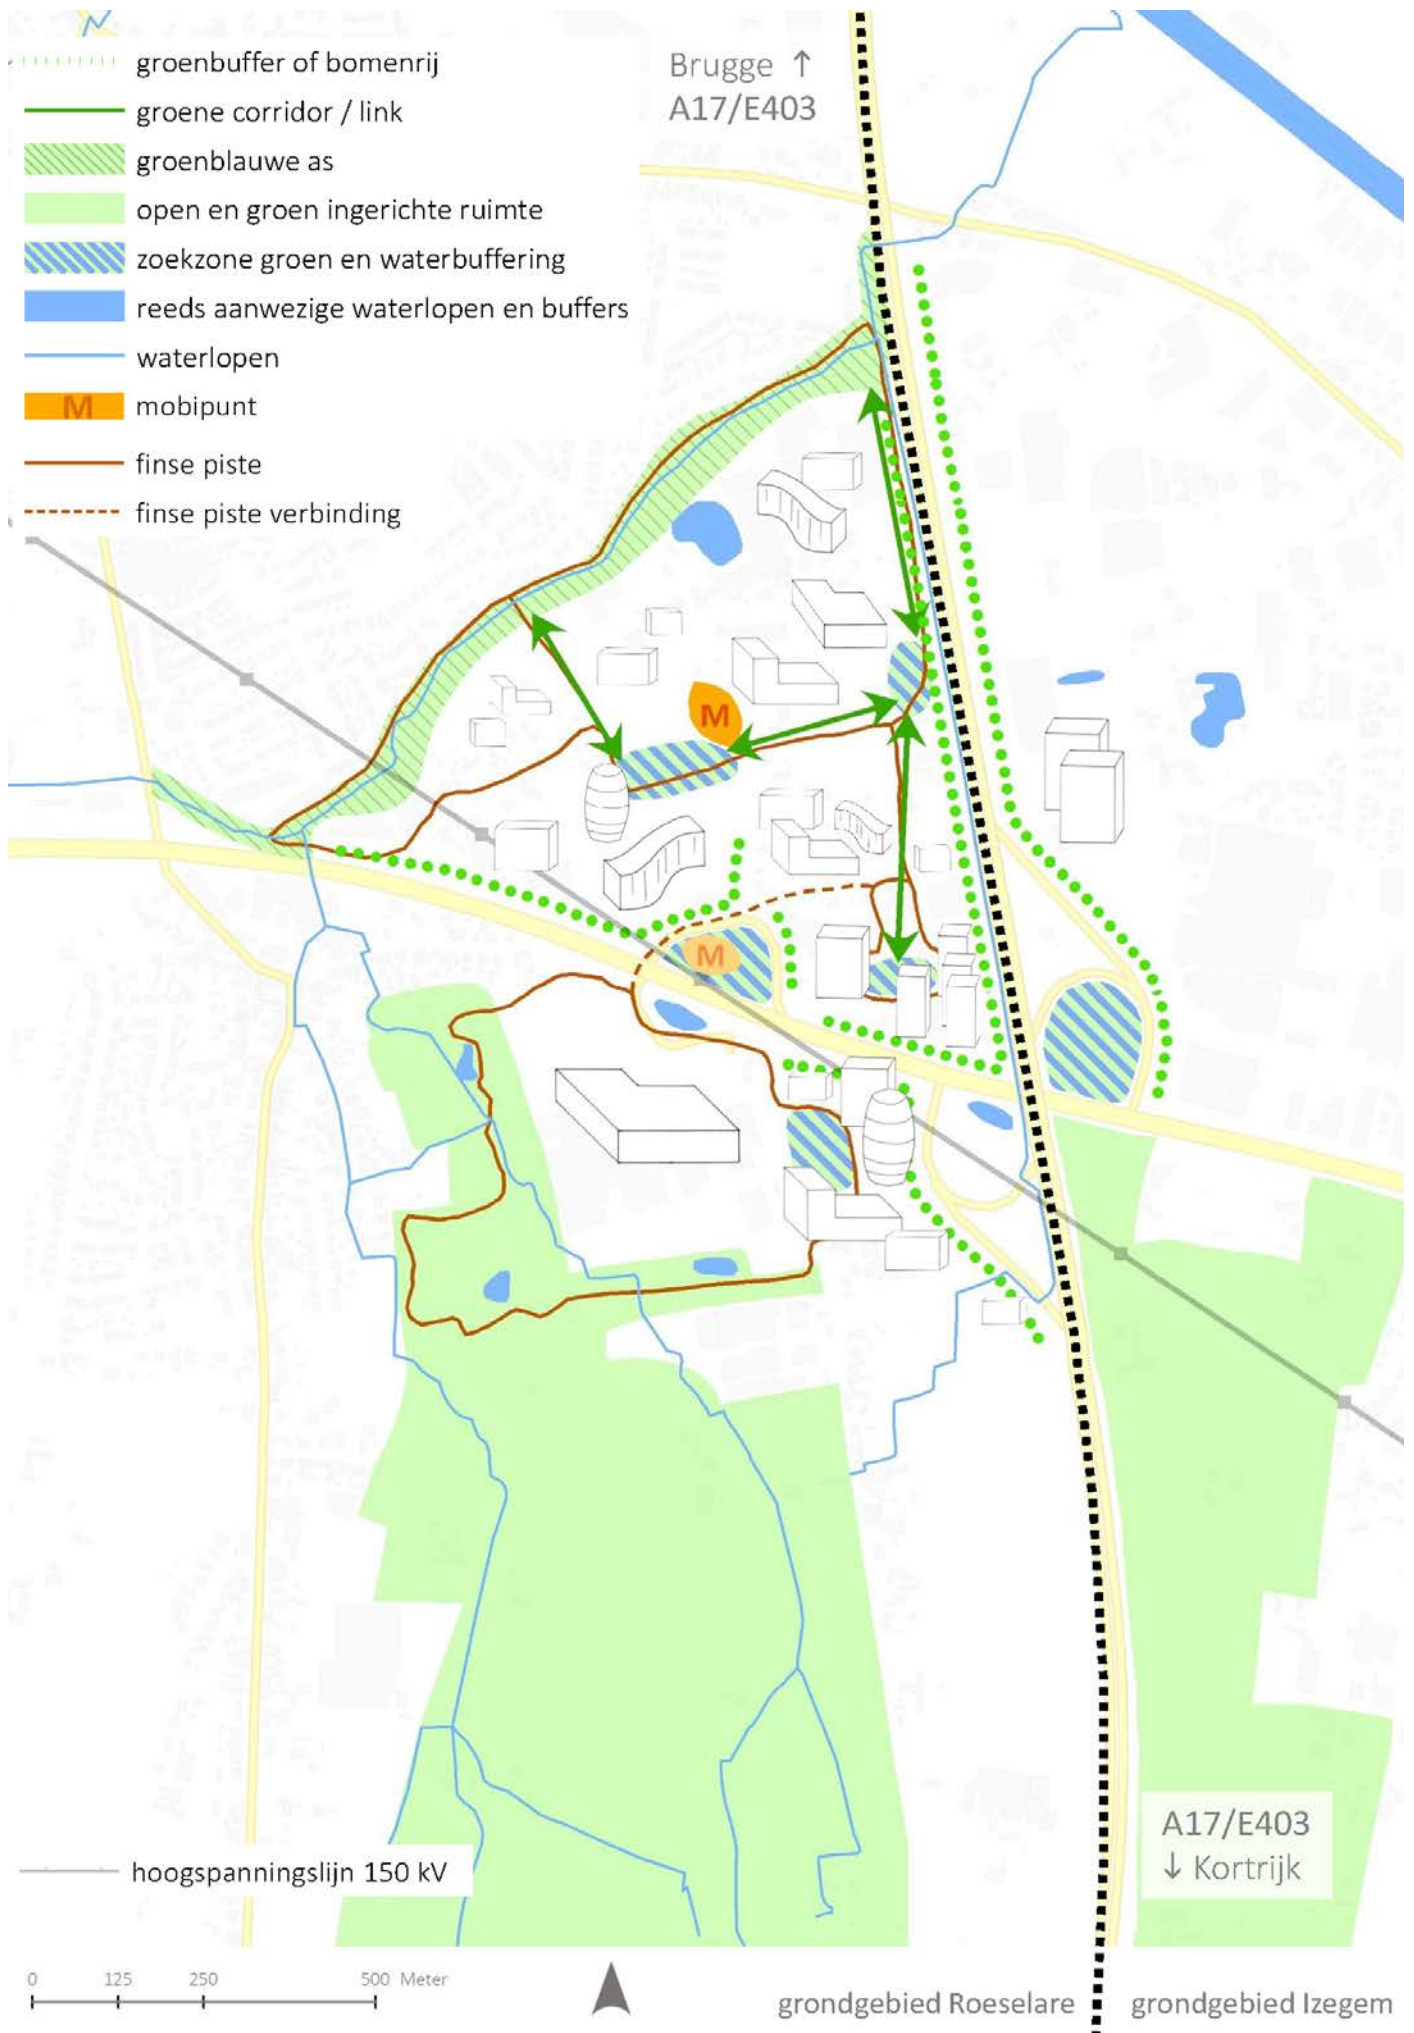 groenbuffer of bomenrij
groene corridor / link
groenblauwe as
open en groen ingerichte ruimte
zoekzone groen en waterbuffering
reeds aanwezige waterlopen en buffers
waterlopen
M mobipunt
finse piste
finse piste verbinding
Brugge ↑
A17/E403
M
M
hoogspanningslijn 150 kV
A17/E403
↓ Kortrijk
0 125 250 500 Meter
grondgebied Roeselare
grondgebied Izegem